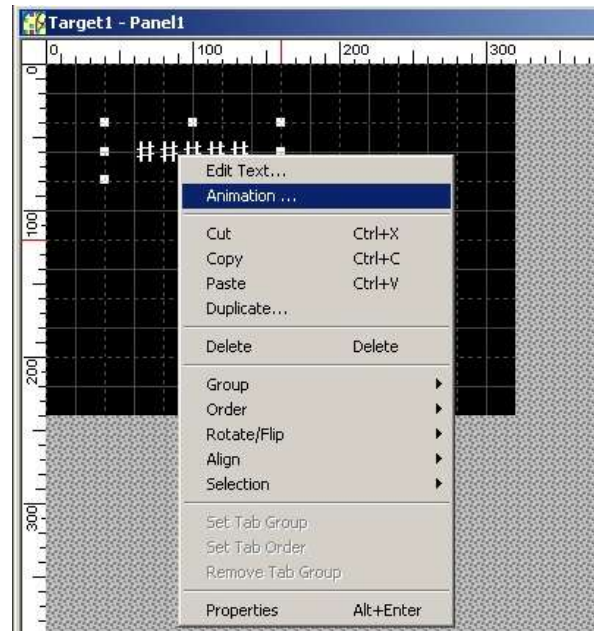 Target1 - Panel1
0 100 200 300
0
#####
Edit Text...
Animation ...
100
Cut Ctrl+X
Copy Ctrl+C
Paste Ctrl+V
Duplicate...
Delete Delete
200
Group
Order
Rotate/Flip
Align
Selection
300
Set Tab Group
Set Tab Order
Remove Tab Group
Properties Alt+Enter